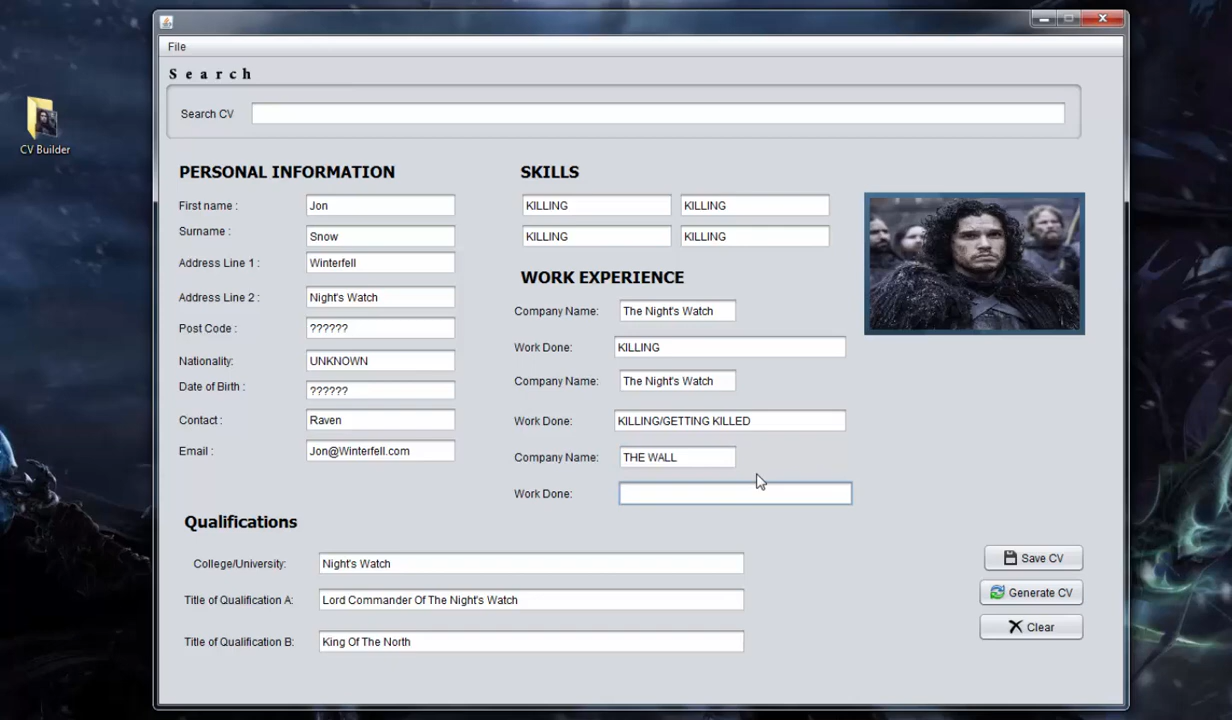 File
Search
Search CV
CV Builder
PERSONAL INFORMATION
First name : Jon
Surname : Snow
Address Line 1 : Winterfell
Address Line 2 : Night's Watch
Post Code : ??????
Nationality: UNKNOWN
Date of Birth : ??????
Contact : Raven
Email : Jon@Winterfell.com
SKILLS
KILLING KILLING
KILLING KILLING
WORK EXPERIENCE
Company Name: The Night's Watch
Work Done: KILLING
Company Name: The Night's Watch
Work Done: KILLING/GETTING KILLED
Company Name: THE WALL
Work Done:
Qualifications
College/University: Night's Watch
Title of Qualification A: Lord Commander Of The Night's Watch
Title of Qualification B: King Of The North
Save CV
Generate CV
Clear